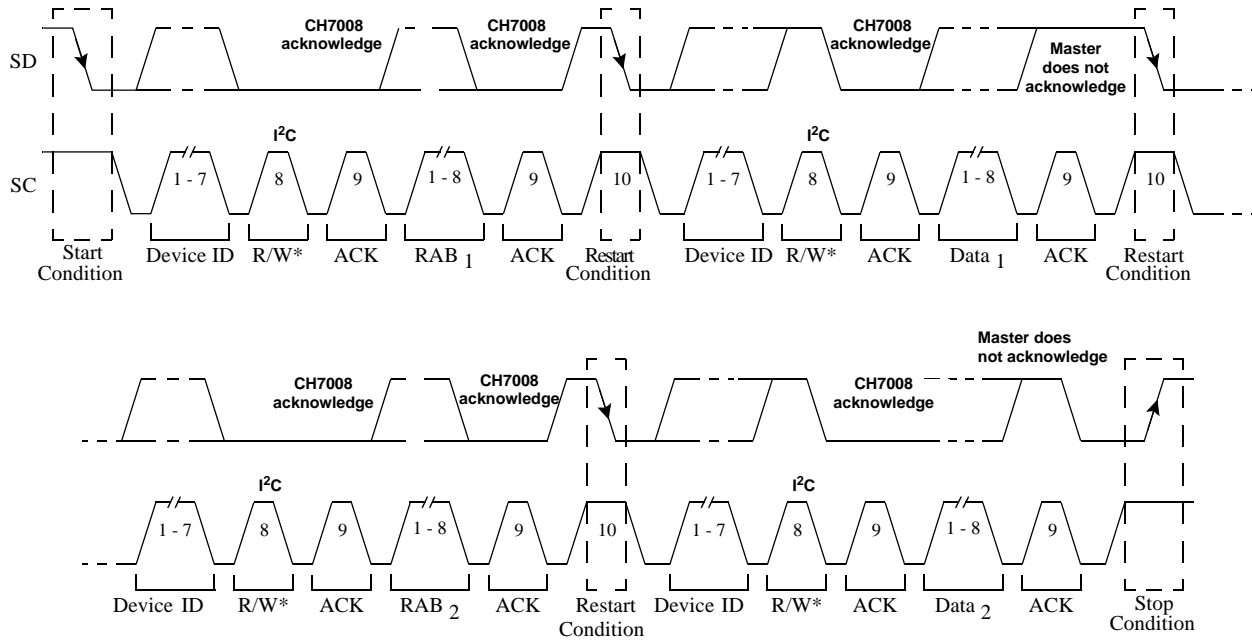 CH7008
acknowledge
CH7008
acknowledge
CH7008
acknowledge
Master
does not
acknowledge
SD
I2C
I2C
SC
1 - 7
8
9
1 - 8
9
10
1 - 7
8
9
1 - 8
9
10
Start
Condition
Device ID
R/W*
ACK
RAB 1
ACK
Restart
Condition
Device ID
R/W*
ACK
Data 1
ACK
Restart
Condition
CH7008
acknowledge
CH7008
acknowledge
CH7008
acknowledge
Master does
not acknowledge
I2C
I2C
1 - 7
8
9
1 - 8
9
10
1 - 7
8
9
1 - 8
9
Device ID
R/W*
ACK
RAB 2
ACK
Restart
Condition
Device ID
R/W*
ACK
Data 2
ACK
Stop
Condition